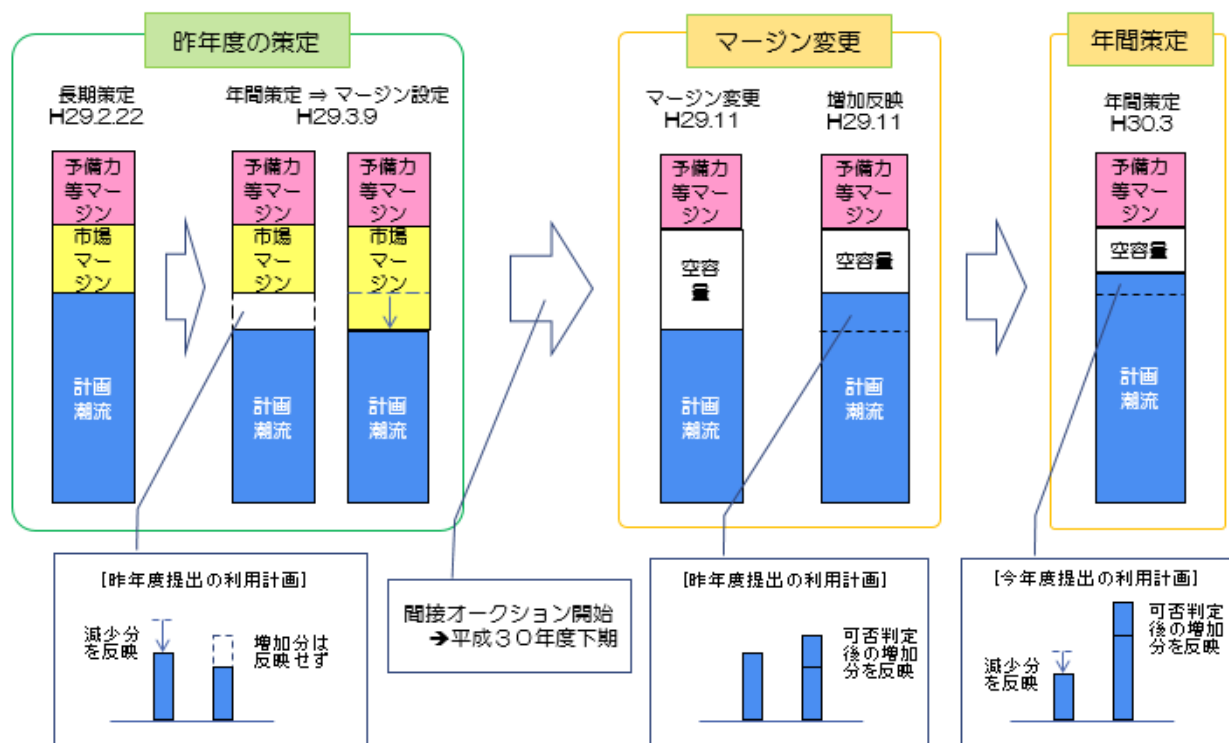 昨年度の策定
マージン変更
年間策定
長期策定
H29.2.22
年間策定 ⇒ マージン設定
H29.3.9
マージン変更
H29.11
増加反映
H29.11
年間策定
H30.3
予備力
等マー
ジン
市場
マー
ジン
計画
潮流
予備力
等マー
ジン
市場
マー
ジン
計画
潮流
予備力
等マー
ジン
市場
マー
ジン
計画
潮流
予備力
等マー
ジン
空容
量
計画
潮流
予備力
等マー
ジン
空容量
計画
潮流
予備力
等マー
ジン
空容量
計画
潮流
[昨年度提出の利用計画]
減少分
を反映
増加分は
反映せず
間接オークション開始
➔平成30年度下期
[昨年度提出の利用計画]
可否判定
後の増加
分を反映
[今年度提出の利用計画]
減少分
を反映
可否判定
後の増加
分を反映